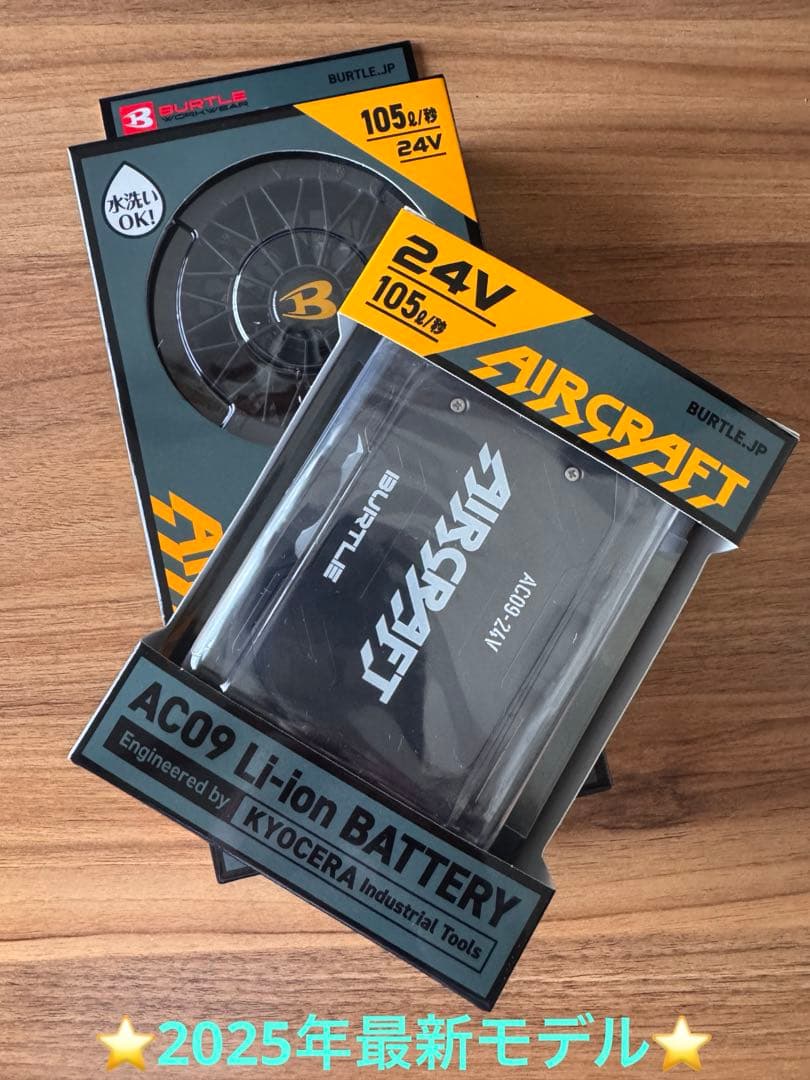 BURTLE
WORKWEAR
BURTLE.JP
105ℓ/秒
24V
水洗い
OK!
B
24V
105ℓ/秒
AIRCRAFT
BURTLE.JP
AIRCRAFT
BURTLE
AC09-24V
AC09 Li-ion BATTERY
Engineered by KYOCERA Industrial Tools
⭐2025年最新モデル⭐